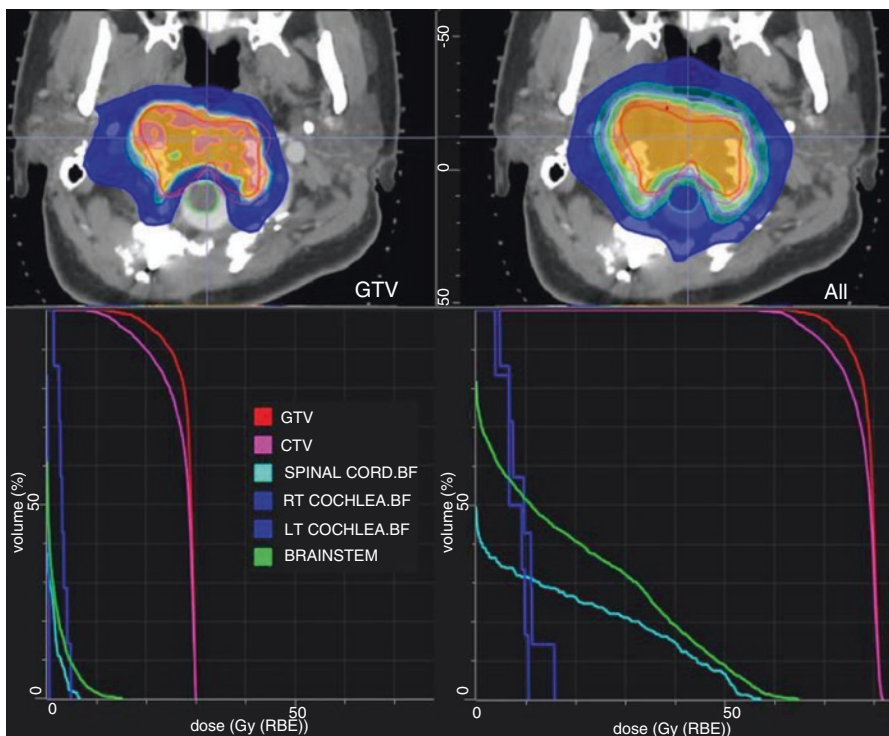 -50
0
50
GTV
All
GTV
CTV
SPINAL CORD.BF
RT COCHLEA.BF
LT COCHLEA.BF
BRAINSTEM
volume (%)
50
0
0
50
dose (Gy (RBE))
volume (%)
50
0
0
50
dose (Gy (RBE))